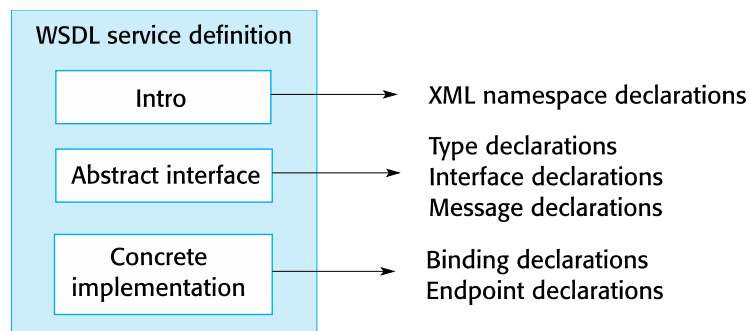 WSDL service definition
Intro
XML namespace declarations
Abstract interface
Type declarations
Interface declarations
Message declarations
Concrete
implementation
Binding declarations
Endpoint declarations